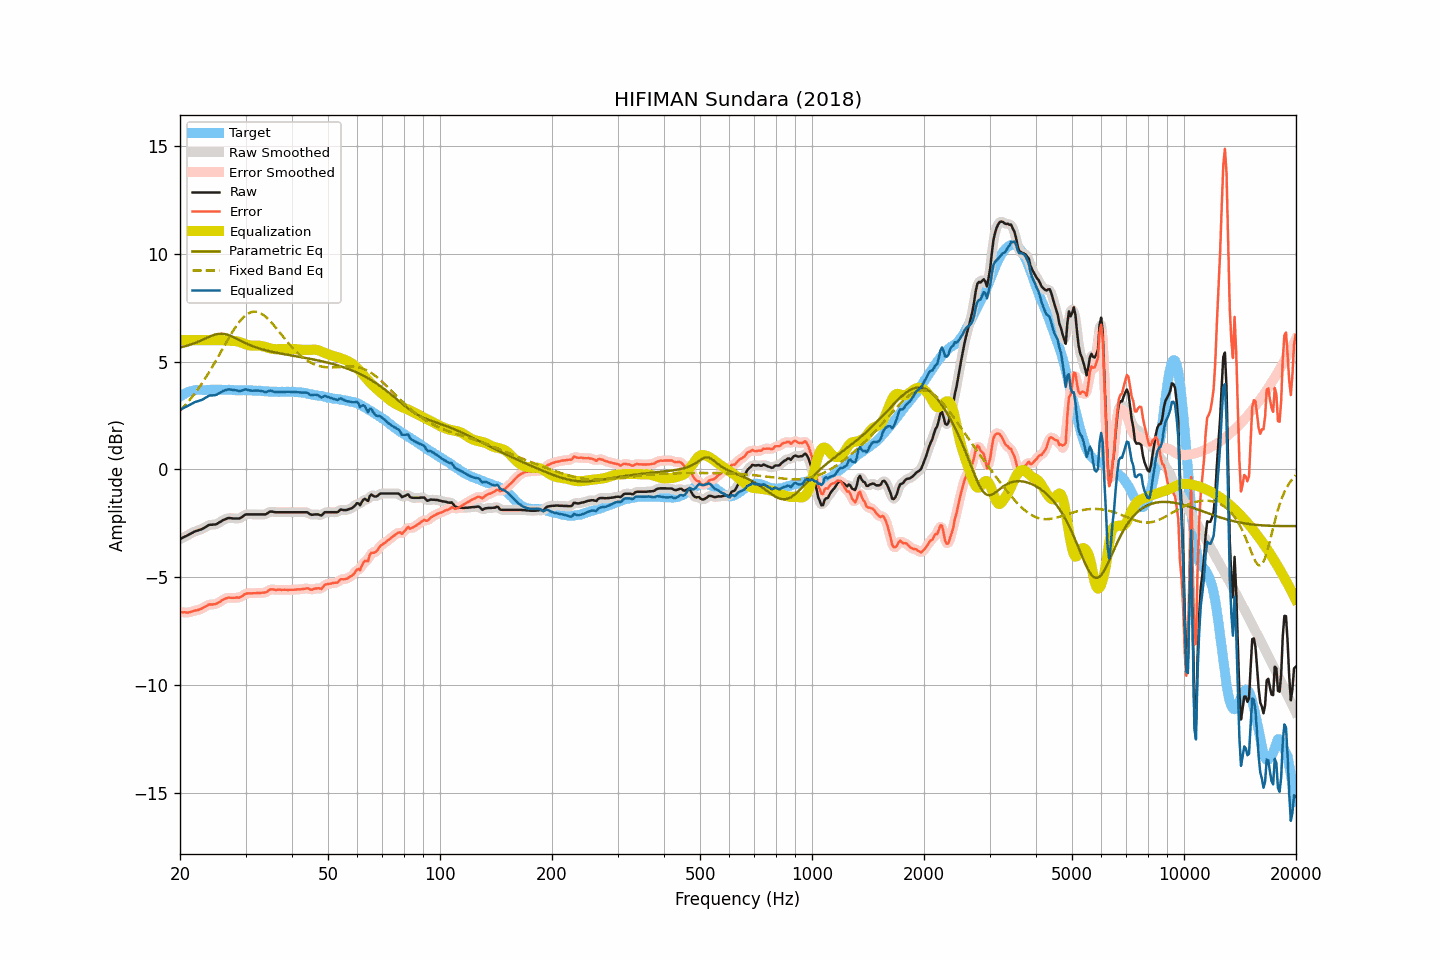 HIFIMAN Sundara (2018)
Target
Raw Smoothed
Error Smoothed
Raw
Error
Equalization
Parametric Eq
Fixed Band Eq
Equalized
Amplitude (dBr)
15
10
5
0
−5
−10
−15
20 50 100 200 500 1000 2000 5000 10000 20000
Frequency (Hz)